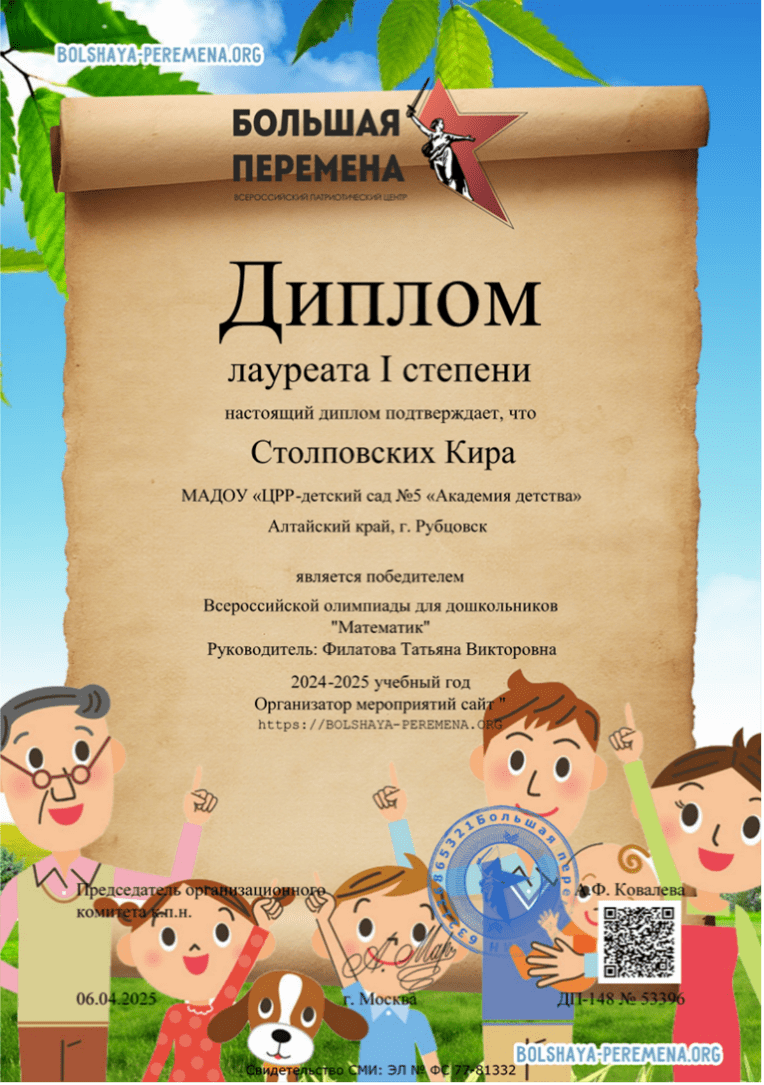 BOLSHAYA-PEREMENA.ORG
БОЛЬШАЯ
ПЕРЕМЕНА
ВСЕРОССИЙСКИЙ ПАТРИОТИЧЕСКИЙ ЦЕНТР
Диплом
лауреата I степени
настоящий диплом подтверждает, что
Столповских Кира
МАДОУ «ЦРР-детский сад №5 «Академия детства»
Алтайский край, г. Рубцовск
является победителем
Всероссийской олимпиады для дошкольников
"Математик"
Руководитель: Филатова Татьяна Викторовна
2024-2025 учебный год
Организатор мероприятий сайт "
https://BOLSHAYA-PEREMENA.ORG
Большая пере
Председатель организационного
комитета к.п.н.
А.Ф. Ковалева
06.04.2025
г. Москва
ДП-148 № 53396
BOLSHAYA-PEREMENA.ORG
Свидетельство СМИ: ЭЛ № ФС 77-81332